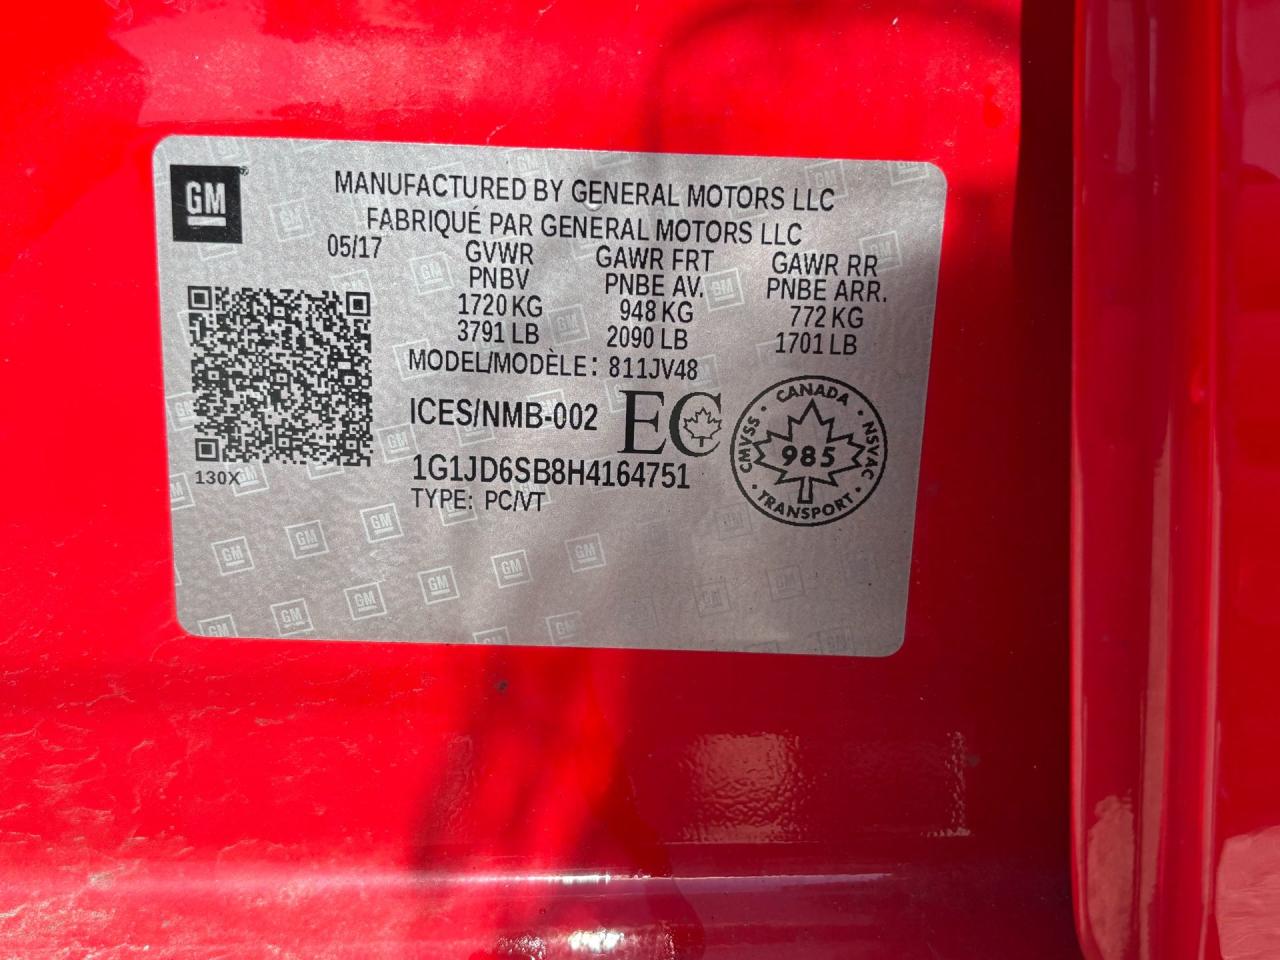 GM
MANUFACTURED BY GENERAL MOTORS LLC
FABRIQUÉ PAR GENERAL MOTORS LLC
05/17
GVWR
PNBV
1720 KG
3791 LB
GAWR FRT
PNBE AV.
948 KG
2090 LB
GAWR RR
PNBE ARR.
772 KG
1701 LB
MODEL/MODÈLE: 811JV48
ICES/NMB-002
EC
130X
1G1JD6SB8H4164751
TYPE: PC/VT
CANADA
CMVSS · NSVAC
985
TRANSPORT